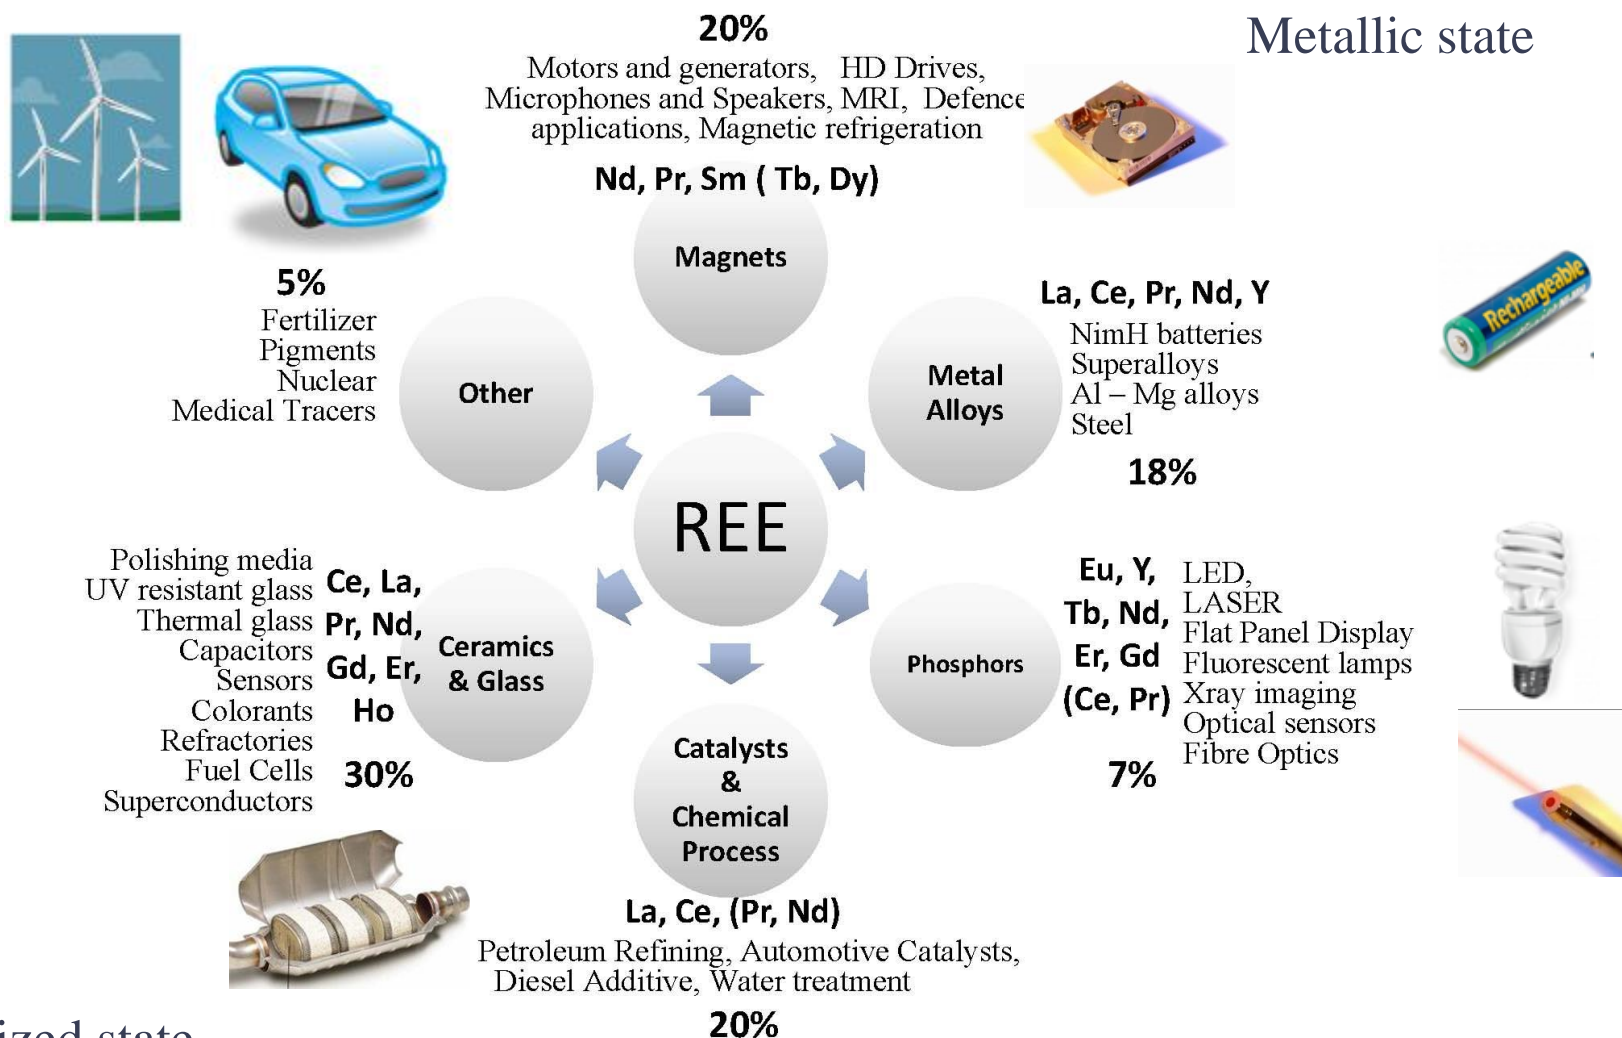 Metallic state
20%
Motors and generators, HD Drives,
Microphones and Speakers, MRI, Defence
applications, Magnetic refrigeration
Nd, Pr, Sm ( Tb, Dy)
Magnets
5%
Fertilizer
Pigments
Nuclear
Medical Tracers
Other
La, Ce, Pr, Nd, Y
NimH batteries
Superalloys
Al – Mg alloys
Steel
18%
Metal
Alloys
Rechargeable
REE
Polishing media
UV resistant glass
Thermal glass
Capacitors
Sensors
Colorants
Refractories
Fuel Cells
Superconductors
Ce, La,
Pr, Nd,
Gd, Er,
Ho
30%
Ceramics
& Glass
Phosphors
Eu, Y,
Tb, Nd,
Er, Gd
(Ce, Pr)
7%
LED,
LASER
Flat Panel Display
Fluorescent lamps
Xray imaging
Optical sensors
Fibre Optics
Catalysts
&
Chemical
Process
La, Ce, (Pr, Nd)
Petroleum Refining, Automotive Catalysts,
Diesel Additive, Water treatment
20%
state